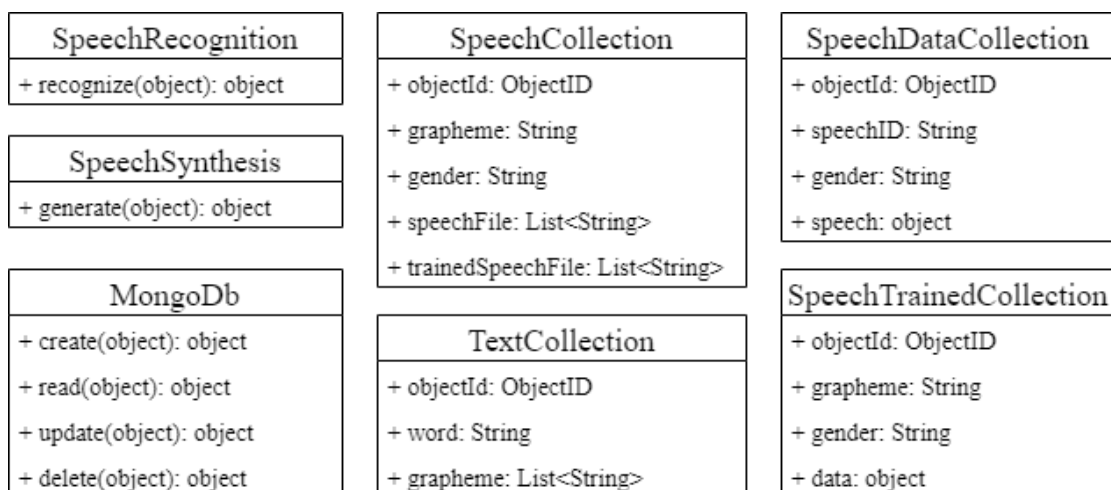 SpeechRecognition
+ recognize(object): object
SpeechSynthesis
+ generate(object): object
MongoDb
+ create(object): object
+ read(object): object
+ update(object): object
+ delete(object): object
SpeechCollection
+ objectId: ObjectID
+ grapheme: String
+ gender: String
+ speechFile: List<String>
+ trainedSpeechFile: List<String>
TextCollection
+ objectId: ObjectID
+ word: String
+ grapheme: List<String>
SpeechDataCollection
+ objectId: ObjectID
+ speechID: String
+ gender: String
+ speech: object
SpeechTrainedCollection
+ objectId: ObjectID
+ grapheme: String
+ gender: String
+ data: object